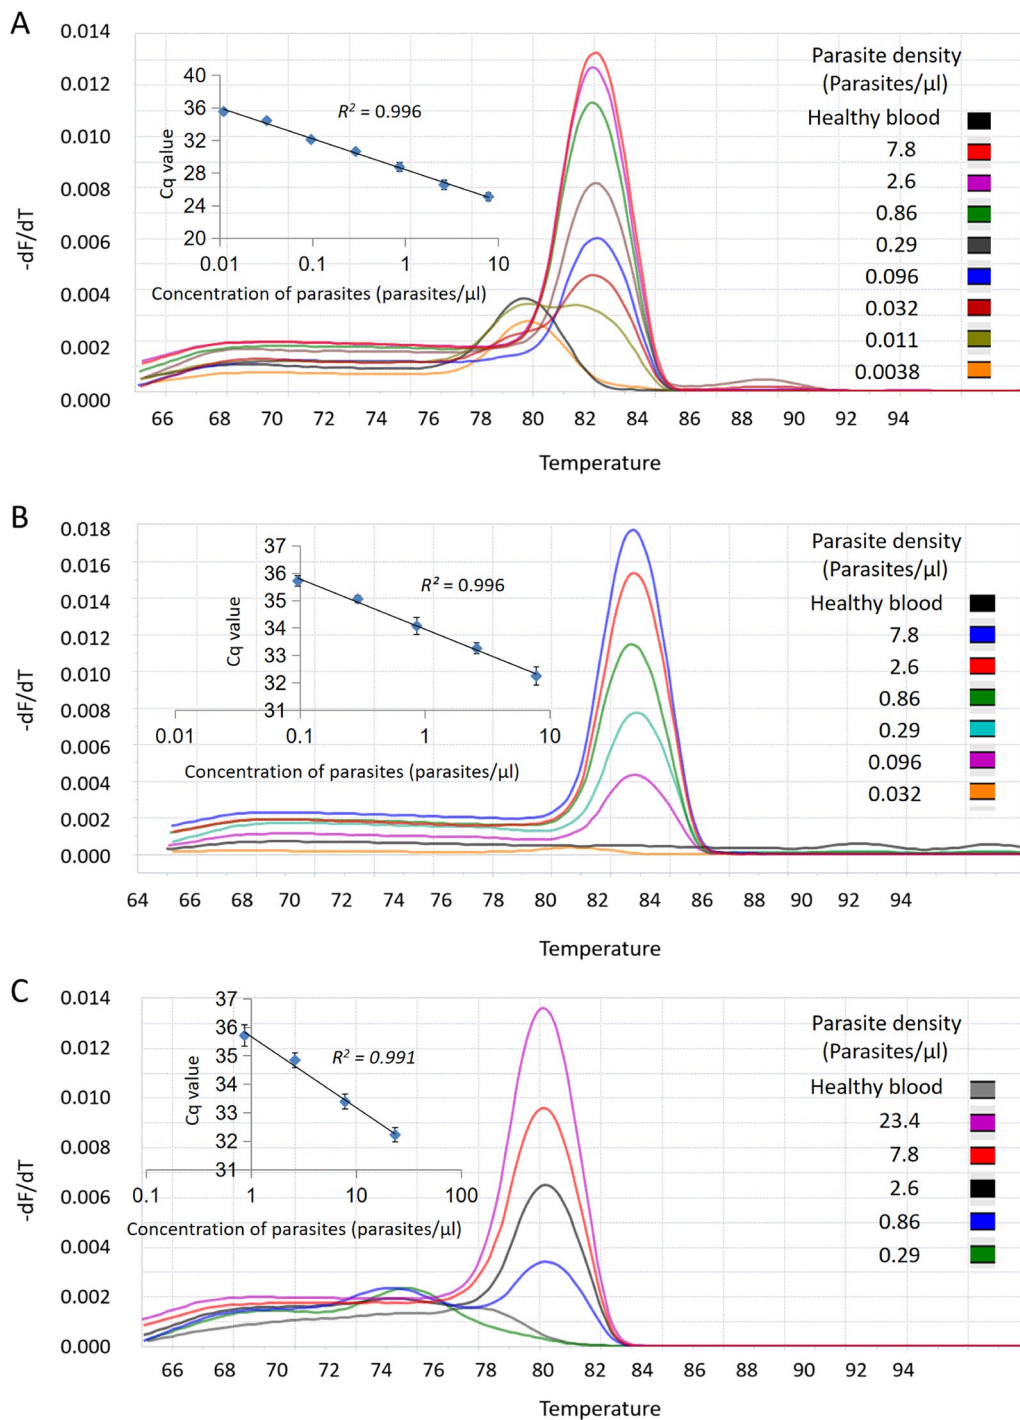 A
0.014
0.012
0.010
0.008
0.006
0.004
0.002
0.000
-dF/dT
40
36
32
28
24
20
Cq value
R² = 0.996
0.01 0.1 1 10
Concentration of parasites (parasites/µl)
Parasite density
(Parasites/µl)
Healthy blood
7.8
2.6
0.86
0.29
0.096
0.032
0.011
0.0038
66 68 70 72 74 76 78 80 82 84 86 88 90 92 94
Temperature
B
0.018
0.016
0.014
0.012
0.010
0.008
0.006
0.004
0.002
0.000
-dF/dT
37
36
35
34
33
32
31
Cq value
R² = 0.996
0.01 0.1 1 10
Concentration of parasites (parasites/µl)
Parasite density
(Parasites/µl)
Healthy blood
7.8
2.6
0.86
0.29
0.096
0.032
64 66 68 70 72 74 76 78 80 82 84 86 88 90 92 94
Temperature
C
0.014
0.012
0.010
0.008
0.006
0.004
0.002
0.000
-dF/dT
37
36
35
34
33
32
31
Cq value
R² = 0.991
0.1 1 10 100
Concentration of parasites (parasites/µl)
Parasite density
(Parasites/µl)
Healthy blood
23.4
7.8
2.6
0.86
0.29
66 68 70 72 74 76 78 80 82 84 86 88 90 92 94
Temperature